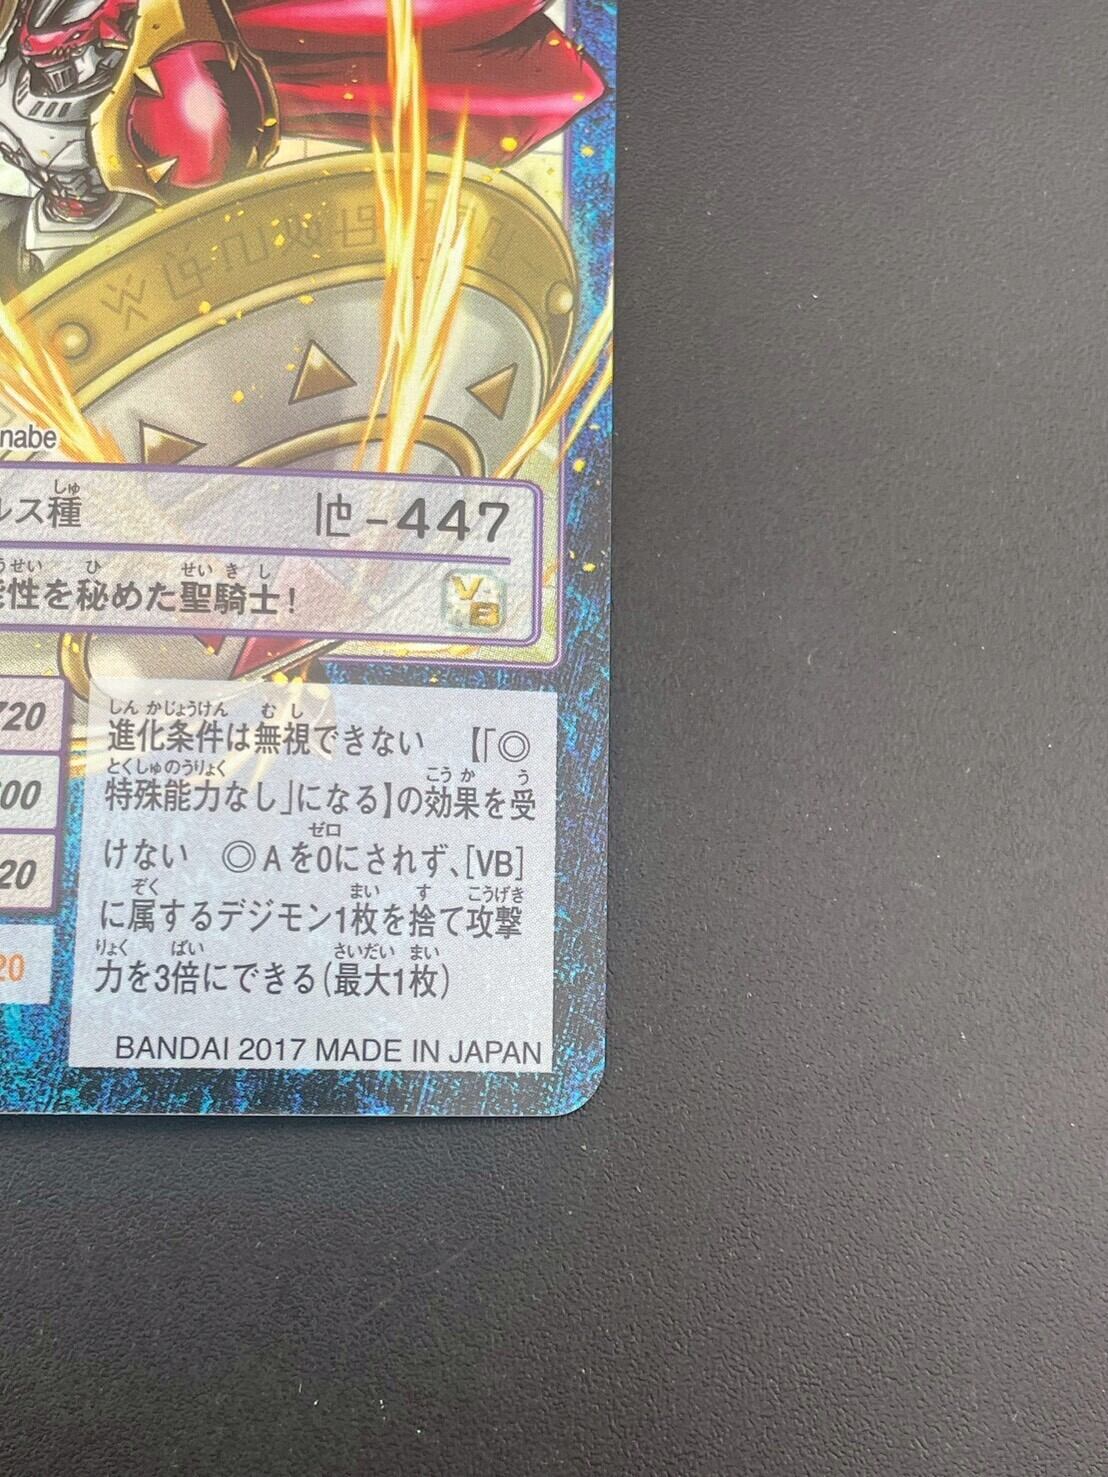 nabe
ルス種
-447
性を秘めた聖騎士!
VB
720
00
20
20
進化条件は無視できない 【「◎
特殊能力なし」になる】の効果を受
けない ◎Aを0にされず、[VB]
に属するデジモン1枚を捨て攻撃
力を3倍にできる(最大1枚)
BANDAI 2017 MADE IN JAPAN